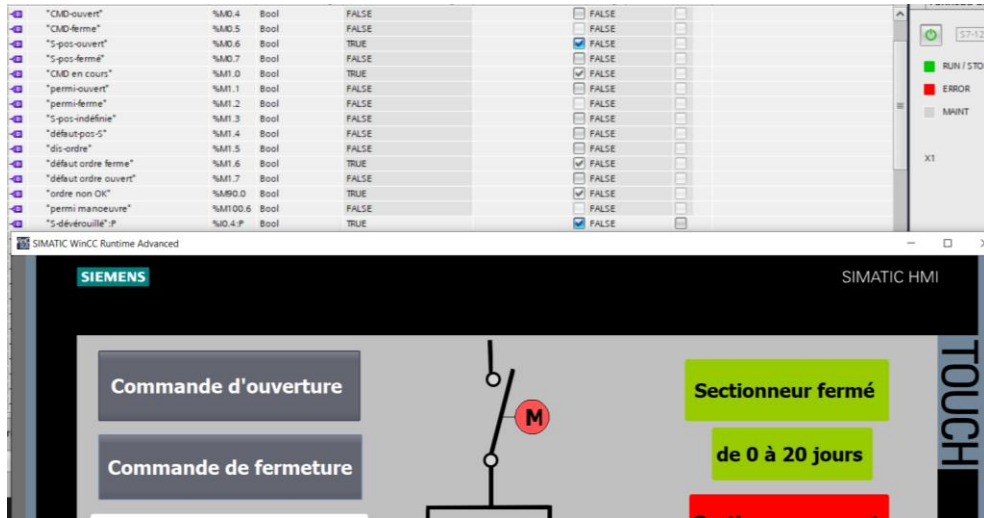 "CMD-ouvert" %M0.4 Bool FALSE FALSE
"CMD-ferme" %M0.5 Bool FALSE FALSE
"S-pos-ouvert" %M0.6 Bool TRUE FALSE
"S-pos-fermé" %M0.7 Bool FALSE FALSE
"CMD en cours" %M1.0 Bool TRUE FALSE
"permi-ouvert" %M1.1 Bool FALSE FALSE
"permi-ferme" %M1.2 Bool FALSE FALSE
"S-pos-indéfinie" %M1.3 Bool FALSE FALSE
"défaut-pos-S" %M1.4 Bool FALSE FALSE
"dis-ordre" %M1.5 Bool FALSE FALSE
"défaut ordre ferme" %M1.6 Bool TRUE FALSE
"défaut ordre ouvert" %M1.7 Bool FALSE FALSE
"ordre non OK" %M90.0 Bool TRUE FALSE
"permi manoeuvre" %M100.6 Bool FALSE FALSE
"S-dévérouillé":P %I0.4:P Bool TRUE FALSE
S7-12
RUN / STO
ERROR
MAINT
X1
SIMATIC WinCC Runtime Advanced
SIEMENS
SIMATIC HMI
TOUCH
Commande d'ouverture
Commande de fermeture
M
Sectionneur fermé
de 0 à 20 jours